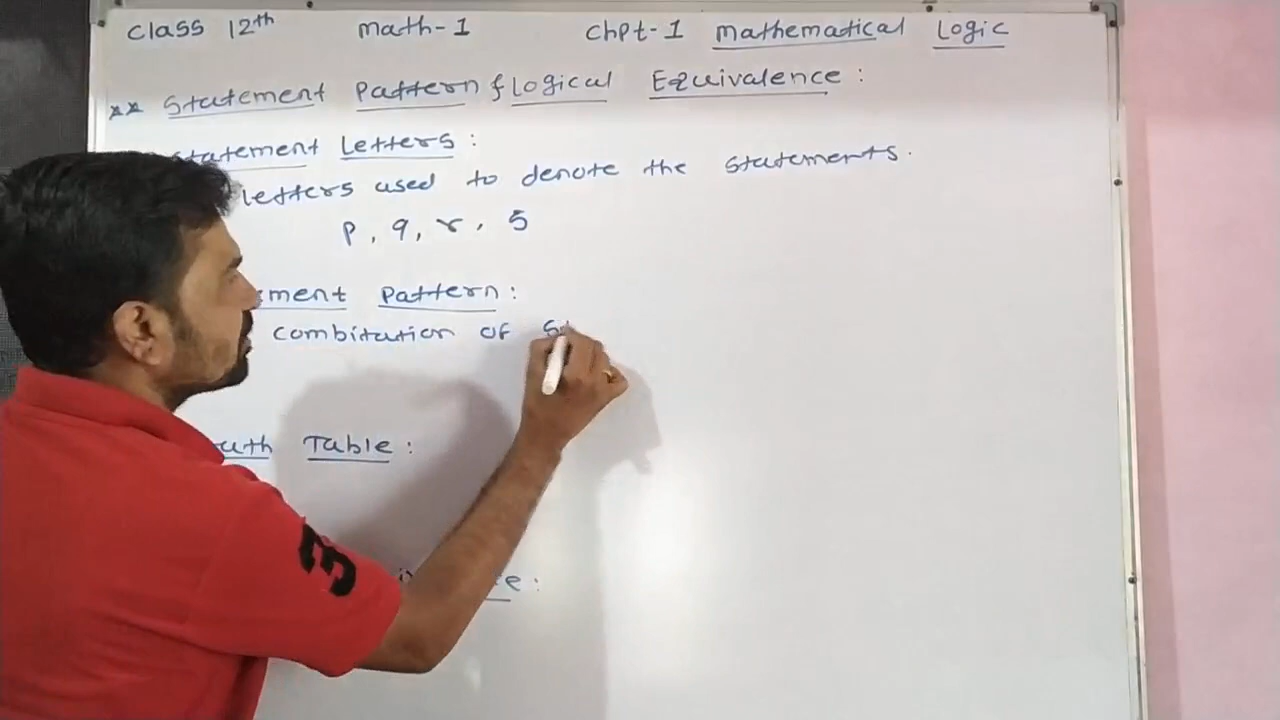 Class 12th math-1 Chpt-1 Mathematical Logic
** Statement Pattern & Logical Equivalence :
Statement Letters :
letters used to denote the statements.
p, q, r, s
Pattern :
combitation of
Table :
3